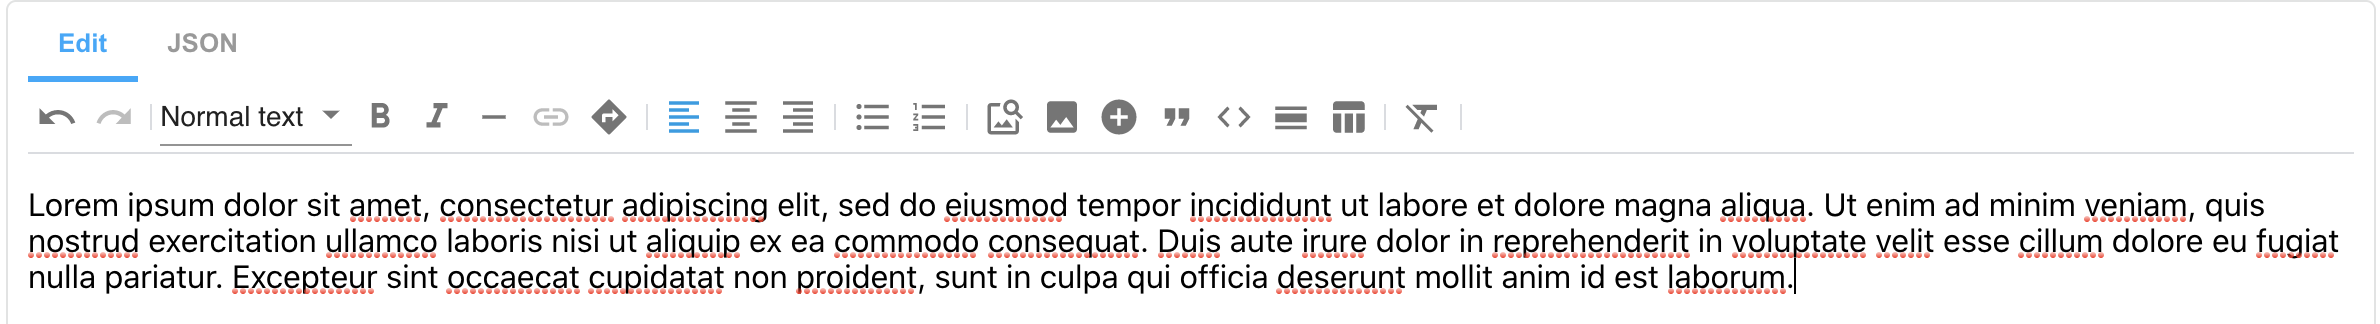 Edit JSON
Normal text
Lorem ipsum dolor sit amet, consectetur adipiscing elit, sed do eiusmod tempor incididunt ut labore et dolore magna aliqua. Ut enim ad minim veniam, quis
nostrud exercitation ullamco laboris nisi ut aliquip ex ea commodo consequat. Duis aute irure dolor in reprehenderit in voluptate velit esse cillum dolore eu fugiat
nulla pariatur. Excepteur sint occaecat cupidatat non proident, sunt in culpa qui officia deserunt mollit anim id est laborum.